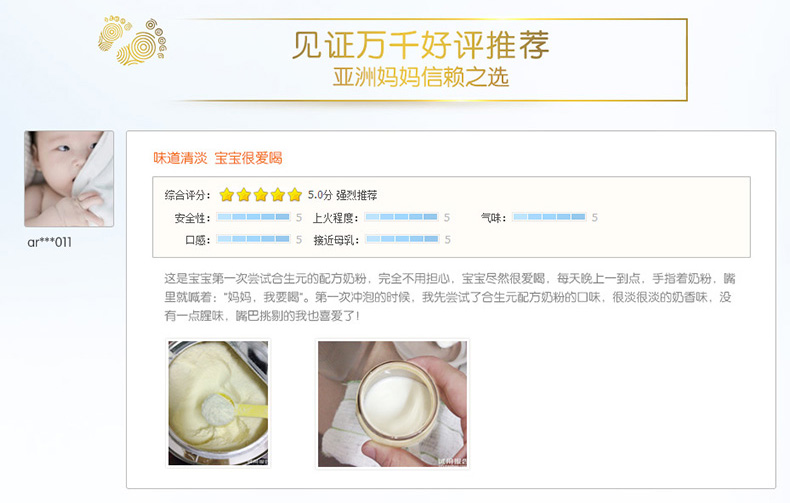 见证万千好评推荐
亚洲妈妈信赖之选
味道清淡 宝宝很爱喝
综合评分: 5.0分 强烈推荐
安全性: 5 上火程度: 5 气味: 5
口感: 5 接近母乳: 5
ar***011
这是宝宝第一次尝试合生元的配方奶粉，完全不用担心，宝宝尽然很爱喝，每天晚上一到点，手指着奶粉，嘴
里就喊着：“妈妈，我要喝”。第一次冲泡的时候，我先尝试了合生元配方奶粉的口味，很淡很淡的奶香味，没
有一点腥味，嘴巴挑剔的我也喜爱了！